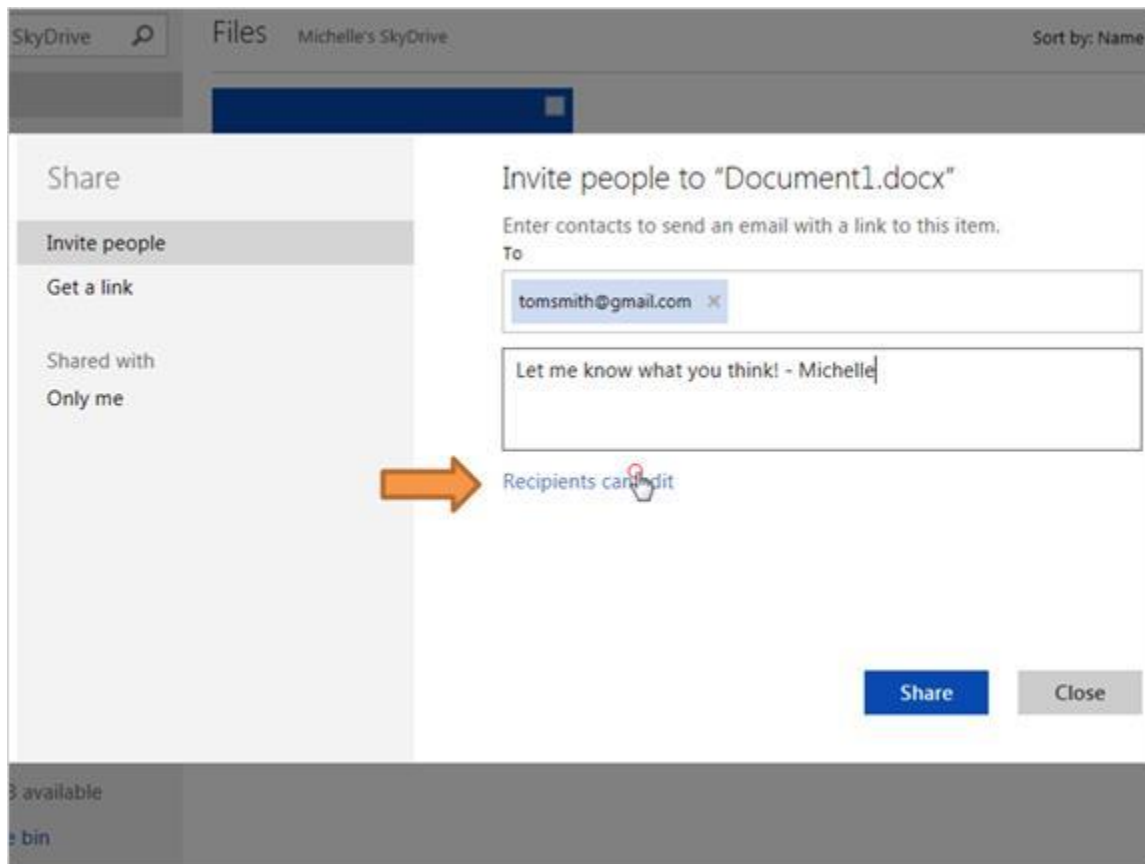 SkyDrive
Files Michelle's SkyDrive
Sort by: Name
Share
Invite people
Get a link
Shared with
Only me
Invite people to “Document1.docx”
Enter contacts to send an email with a link to this item.
To
tomsmith@gmail.com ×
Let me know what you think! - Michelle
Recipients can edit
Share Close
available
bin